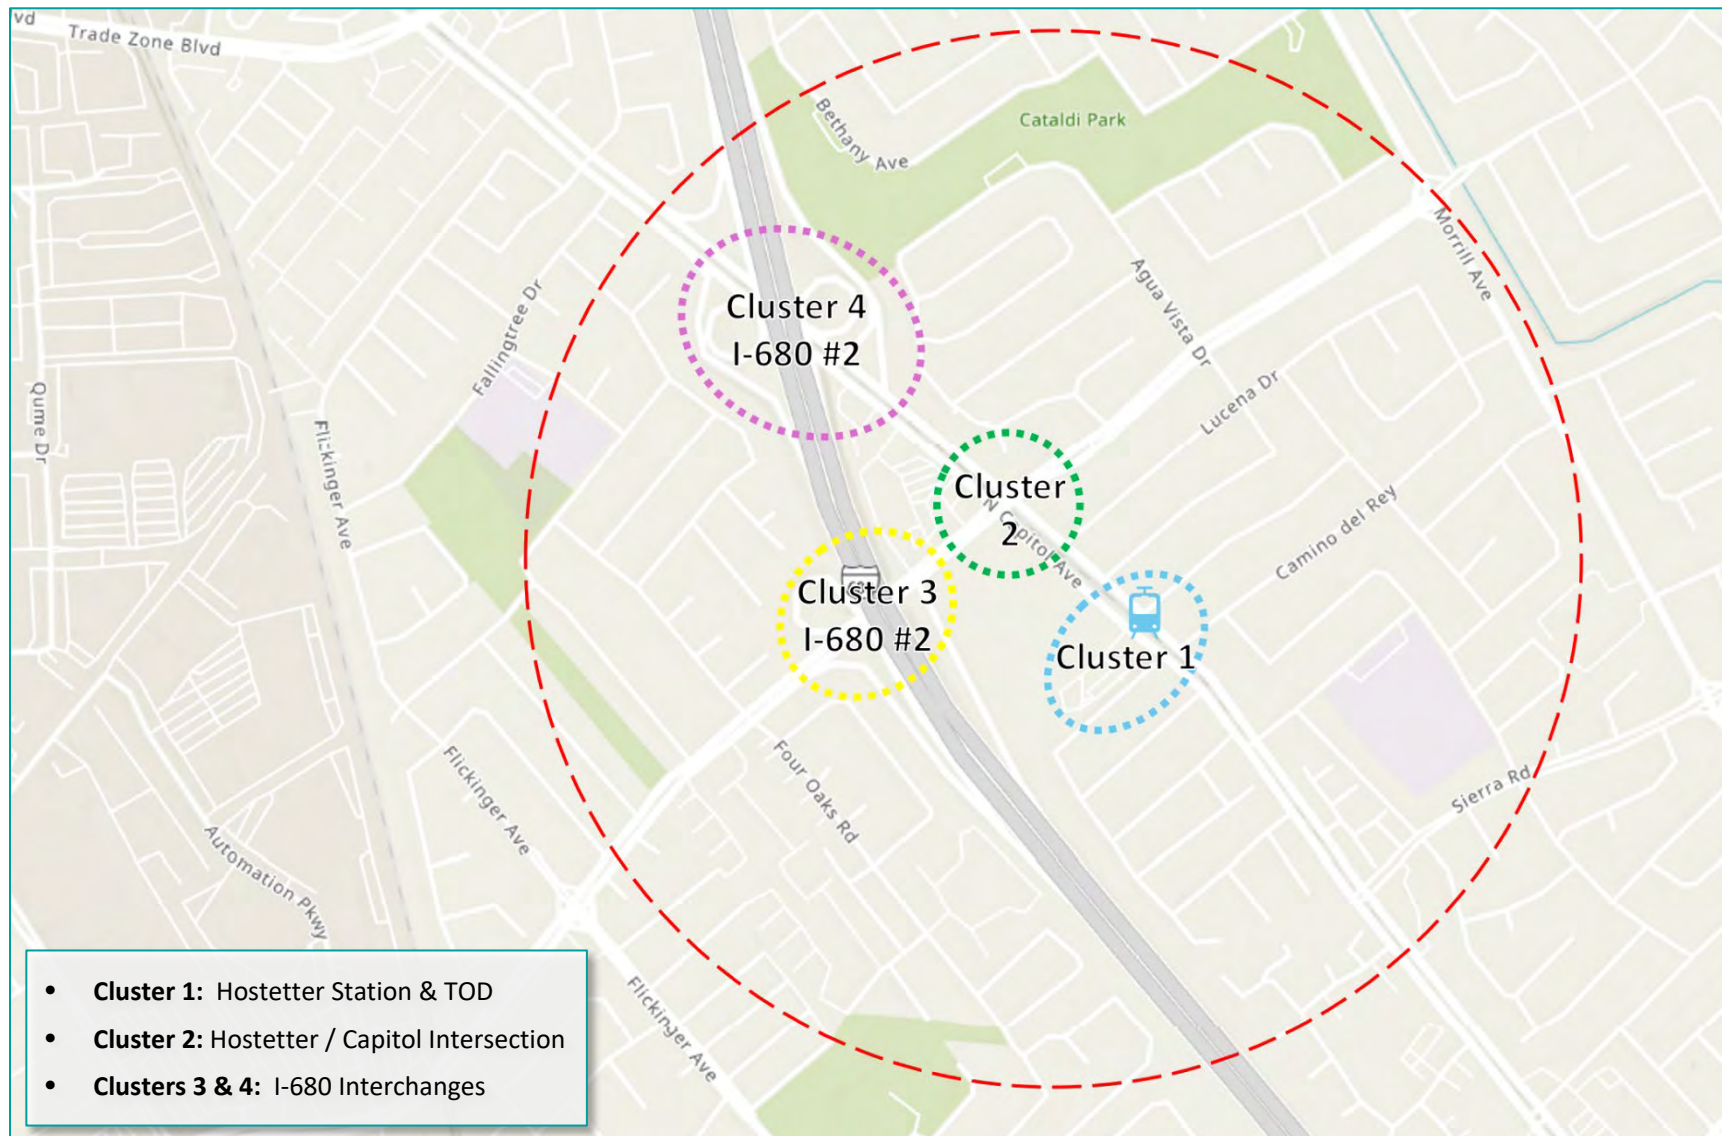 vd
Trade Zone Blvd
Bethany Ave
Cataldi Park
Morrill Ave
Agua Vista Dr
Fallingtree Dr
Cluster 4
I-680 #2
Lucena Dr
Qume Dr
Flickinger Ave
Cluster
2
N Capitol Ave
Camino del Rey
Cluster 3
I-680 #2
Cluster 1
Four Oaks Rd
Sierra Rd
Flickinger Ave
Automation Pkwy
Flickinger Ave
• Cluster 1: Hostetter Station & TOD
• Cluster 2: Hostetter / Capitol Intersection
• Clusters 3 & 4: I-680 Interchanges